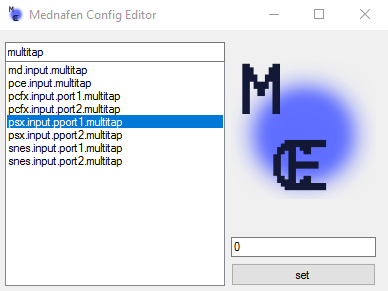 Mednafen Config Editor
multitap
md.input.multitap
pce.input.multitap
pcfx.input.port1.multitap
pcfx.input.port2.multitap
psx.input.pport1.multitap
psx.input.pport2.multitap
snes.input.port1.multitap
snes.input.port2.multitap
M
E
0
set